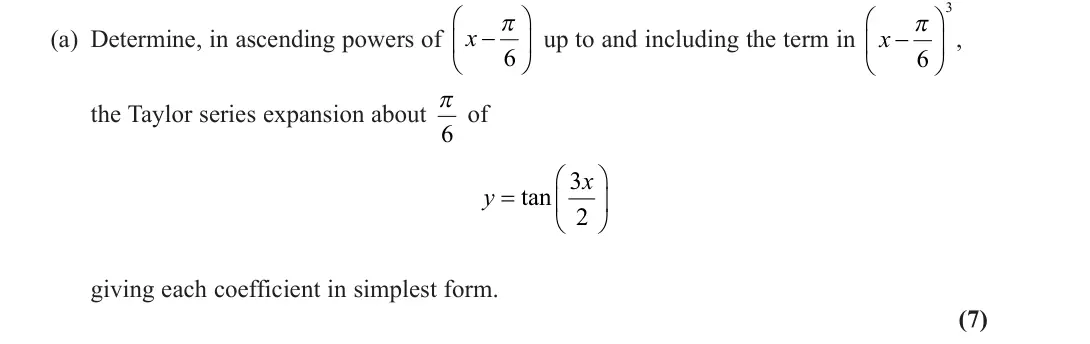 (a) Determine, in ascending powers of (x − π/6) up to and including the term in (x − π/6)³,
the Taylor series expansion about π/6 of
y = tan(3x/2)
giving each coefficient in simplest form.
(7)